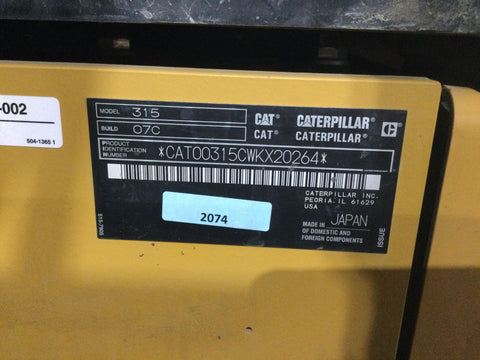 -002
504-1365 1
MODEL 315
BUILD 07C
CAT CATERPILLAR
CAT® CATERPILLAR® C
PRODUCT
IDENTIFICATION
NUMBER *CAT00315CWKX20264*
CATERPILLAR INC.
PEORIA, IL 61629
USA
2074
MADE IN JAPAN
OF DOMESTIC AND
FOREIGN COMPONENTS
ISSUE